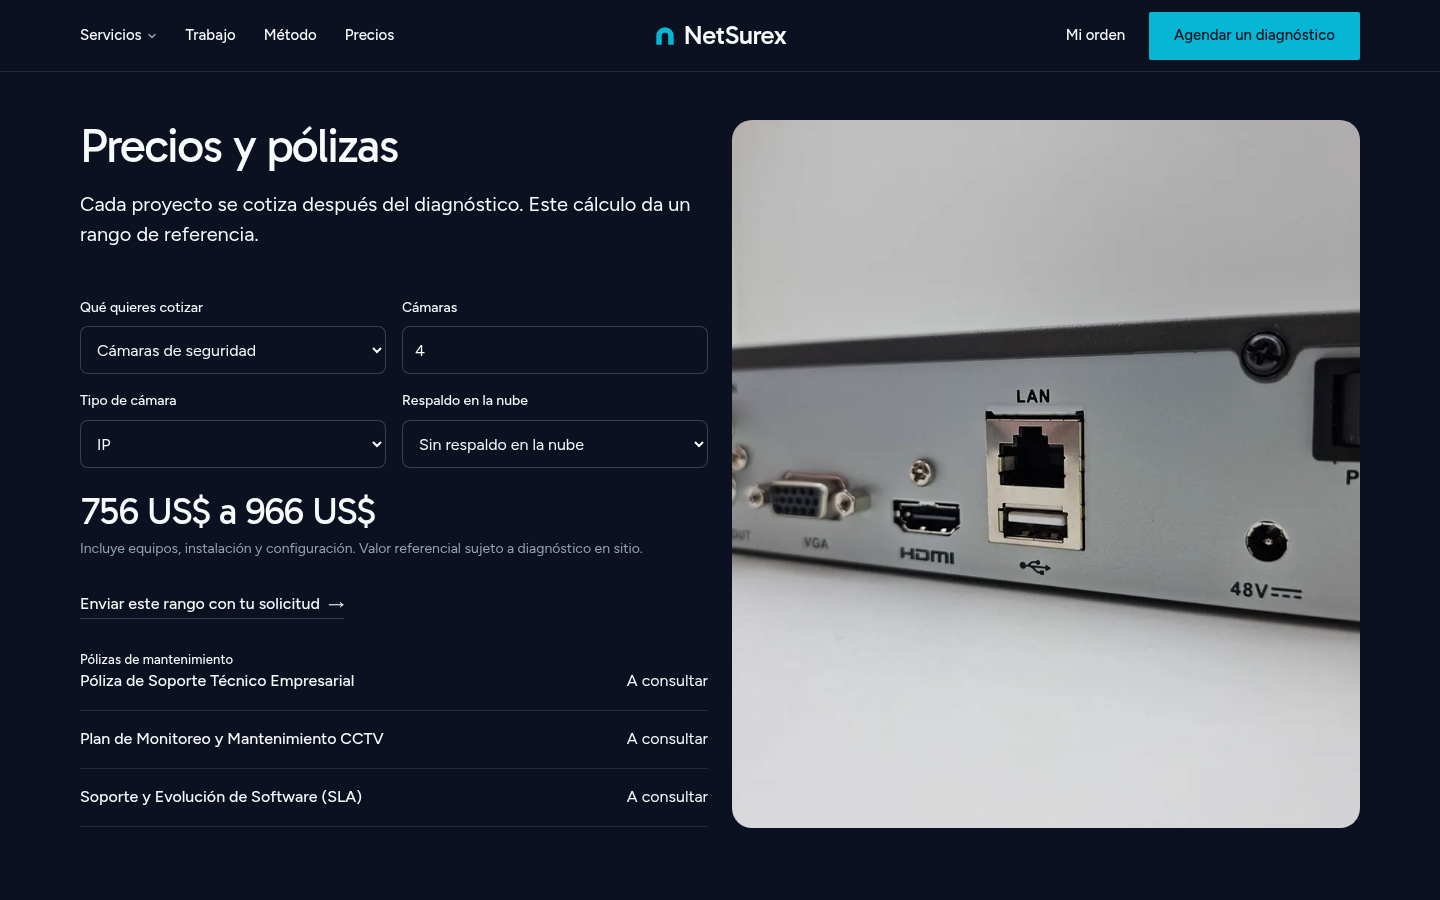 Servicios
Trabajo
Método
Precios
NetSurex
Mi orden
Agendar un diagnóstico
Precios y pólizas
Cada proyecto se cotiza después del diagnóstico. Este cálculo da un
rango de referencia.
Qué quieres cotizar
Cámaras
Cámaras de seguridad
4
Tipo de cámara
Respaldo en la nube
IP
Sin respaldo en la nube
756 US$ a 966 US$
Incluye equipos, instalación y configuración. Valor referencial sujeto a diagnóstico en sitio.
Enviar este rango con tu solicitud →
Pólizas de mantenimiento
Póliza de Soporte Técnico Empresarial
A consultar
Plan de Monitoreo y Mantenimiento CCTV
A consultar
Soporte y Evolución de Software (SLA)
A consultar
LAN
VGA
HDMI
48V